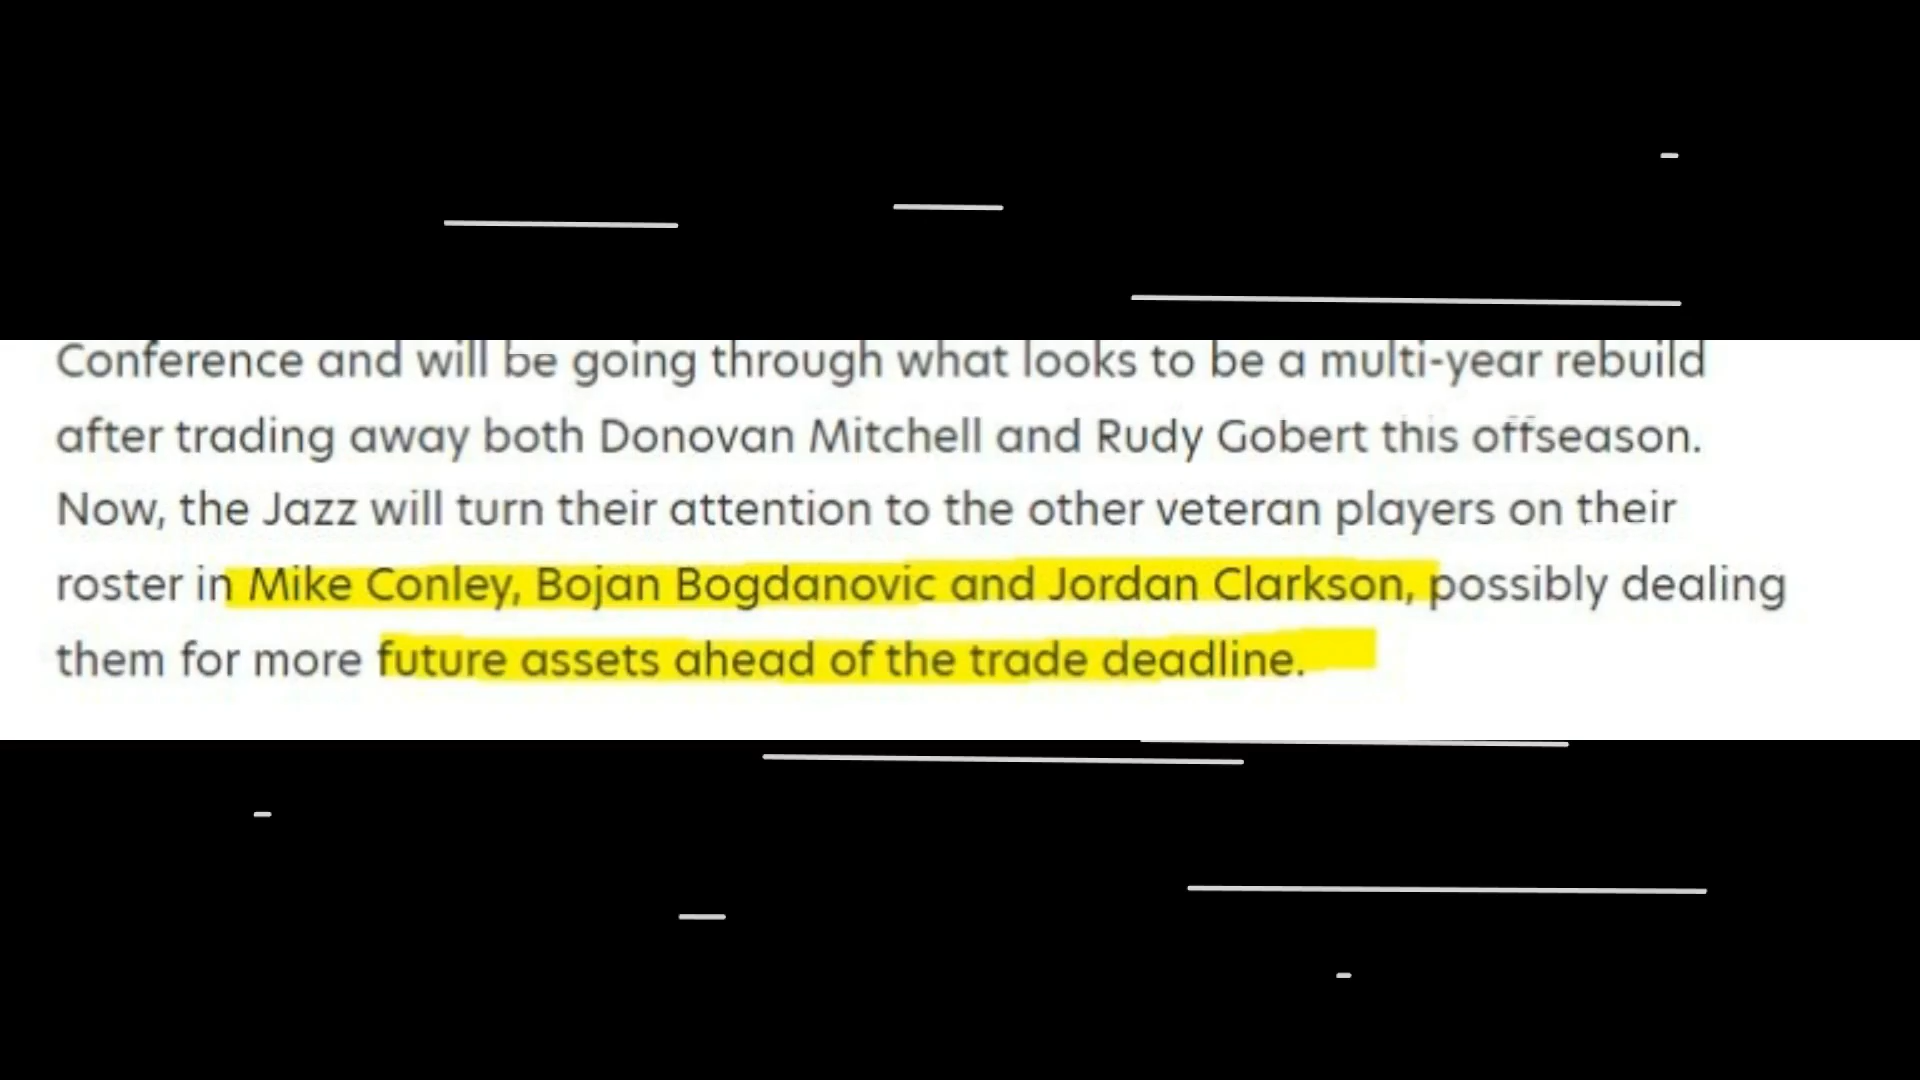 Conference and will be going through what looks to be a multi-year rebuild
after trading away both Donovan Mitchell and Rudy Gobert this offseason.
Now, the Jazz will turn their attention to the other veteran players on their
roster in Mike Conley, Bojan Bogdanovic and Jordan Clarkson, possibly dealing
them for more future assets ahead of the trade deadline.